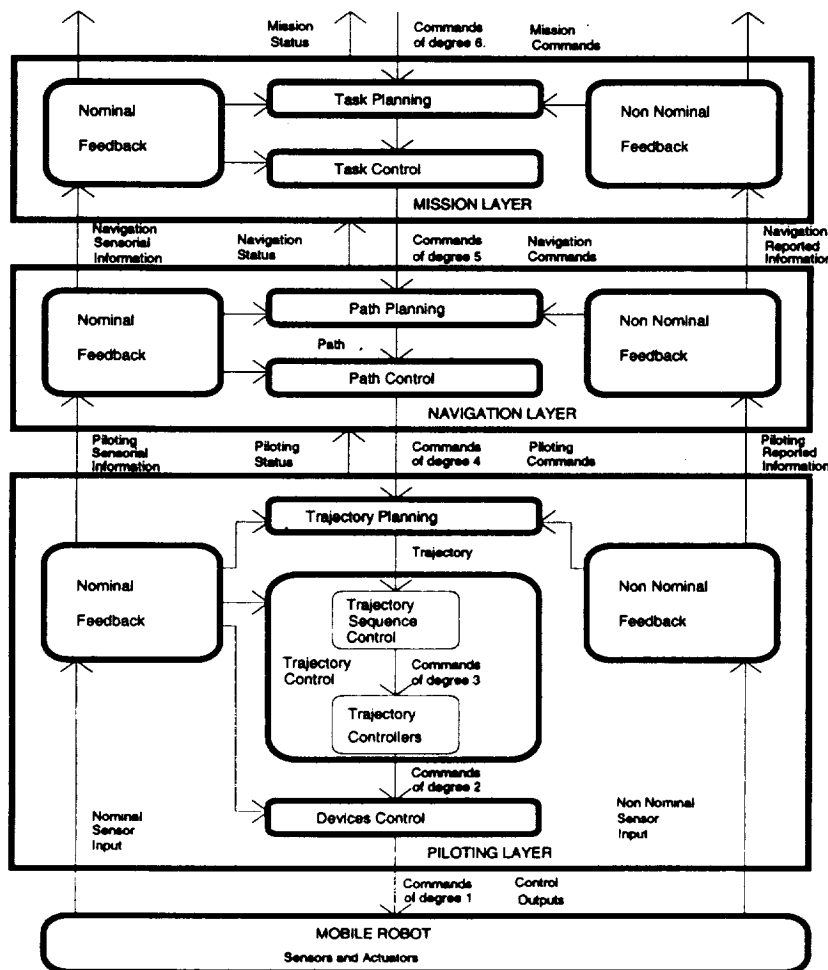 Mission
Status
Commands
of degree 6.
Mission
Commands
Nominal
Feedback
Task Planning
Task Control
Non Nominal
Feedback
MISSION LAYER
Navigation
Sensorial
Information
Navigation
Status
Commands
of degree 5
Navigation
Commands
Navigation
Reported
Information
Nominal
Feedback
Path Planning
Path
Path Control
Non Nominal
Feedback
NAVIGATION LAYER
Piloting
Sensorial
Information
Piloting
Status
Commands
of degree 4
Piloting
Commands
Piloting
Reported
Information
Trajectory Planning
Trajectory
Nominal
Feedback
Non Nominal
Feedback
Trajectory
Sequence
Control
Trajectory
Control
Commands
of degree 3
Trajectory
Controllers
Commands
of degree 2
Nominal
Sensor
Input
Devices Control
Non Nominal
Sensor
Input
PILOTING LAYER
Commands
of degree 1
Control
Outputs
MOBILE ROBOT
Sensors and Actuators